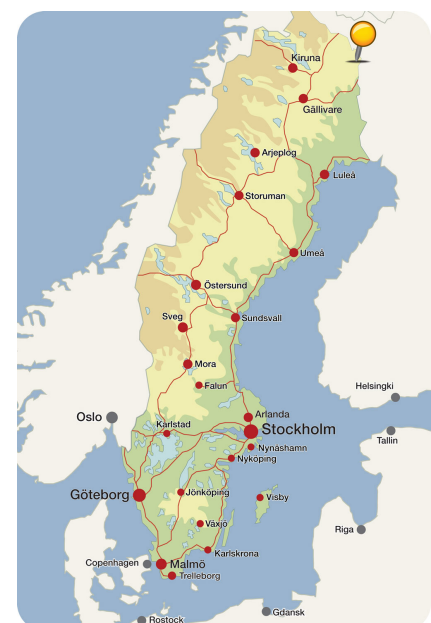 Kiruna
Gällivare
Arjeplog
Luleå
Storuman
Umeå
Östersund
Sveg
Sundsvall
Mora
Falun
Helsingki
Oslo
Arlanda
Karlstad
Stockholm
Tallin
Nynäshamn
Nyköping
Göteborg
Jönköping
Visby
Växjö
Riga
Karlskrona
Copenhagen
Malmö
Trelleborg
Gdansk
Rostock